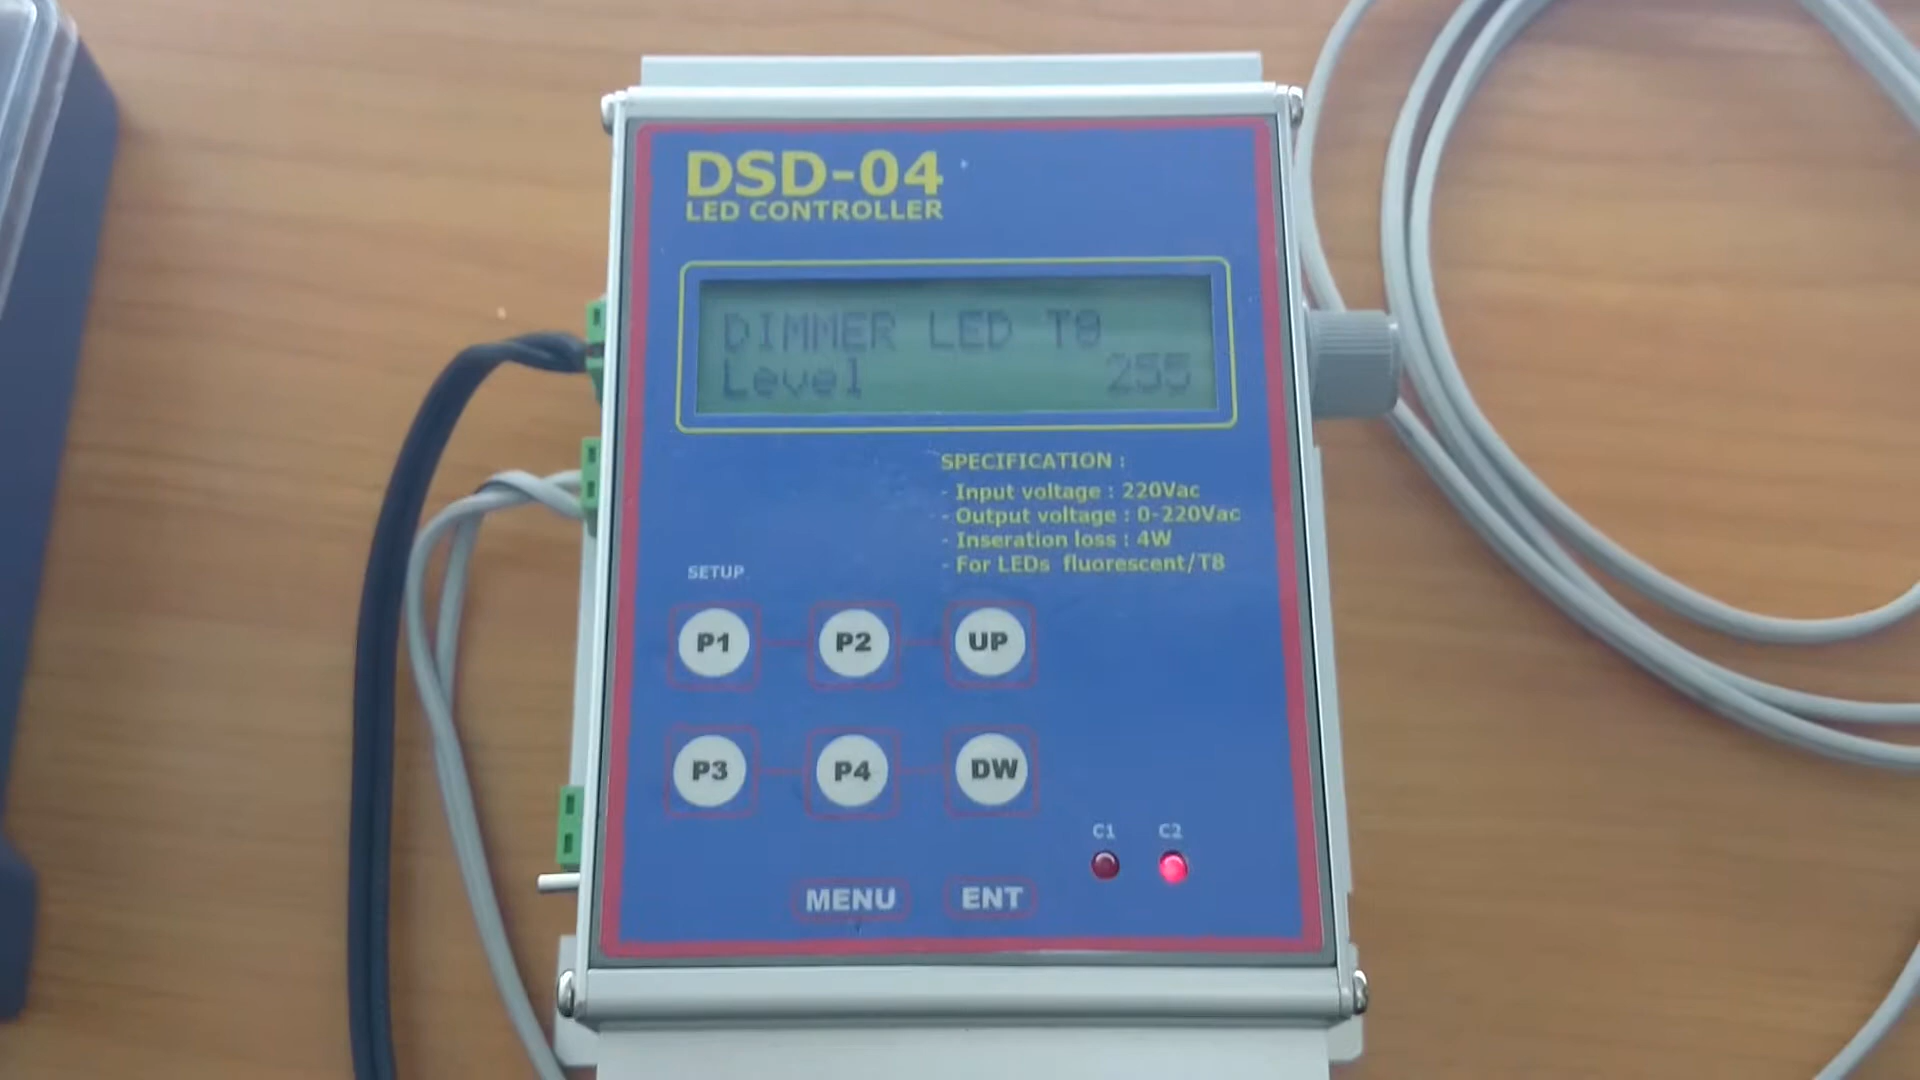 DSD-04
LED CONTROLLER
DIMMER LED T8
Level 255
SPECIFICATION :
- Input voltage : 220Vac
- Output voltage : 0-220Vac
- Inseration loss : 4W
- For LEDs fluorescent/T8
SETUP
P1 P2 UP
P3 P4 DW
C1 C2
MENU ENT